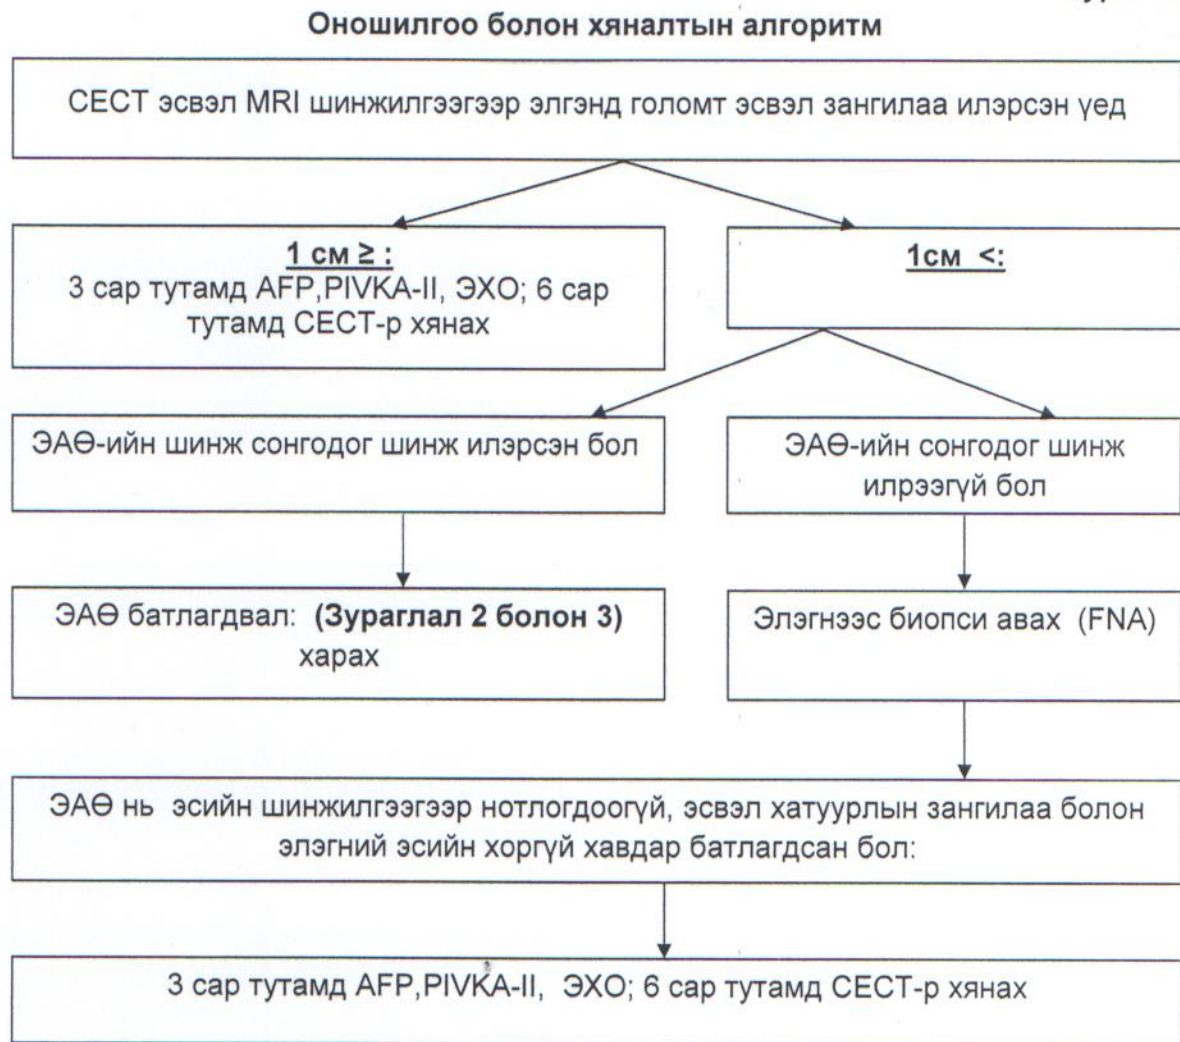 Оношилгоо болон хяналтын алгоритм
СЕСТ эсвэл MRI шинжилгээгээр элгэнд голомт эсвэл зангилаа илэрсэн үед
1 см ≥ :
3 сар тутамд AFP,PIVKA-II, ЭХО; 6 сар
тутамд СЕСТ-р хянах
1см <:
ЭАӨ-ийн шинж сонгодог шинж илэрсэн бол
ЭАӨ-ийн сонгодог шинж
илрээгүй бол
ЭАӨ батлагдвал: (Зураглал 2 болон 3)
харах
Элэгнээс биопси авах (FNA)
ЭАӨ нь эсийн шинжилгээгээр нотлогдоогүй, эсвэл хатуурлын зангилаа болон
элэгний эсийн хоргүй хавдар батлагдсан бол:
3 сар тутамд AFP,PIVKA-II, ЭХО; 6 сар тутамд СЕСТ-р хянах